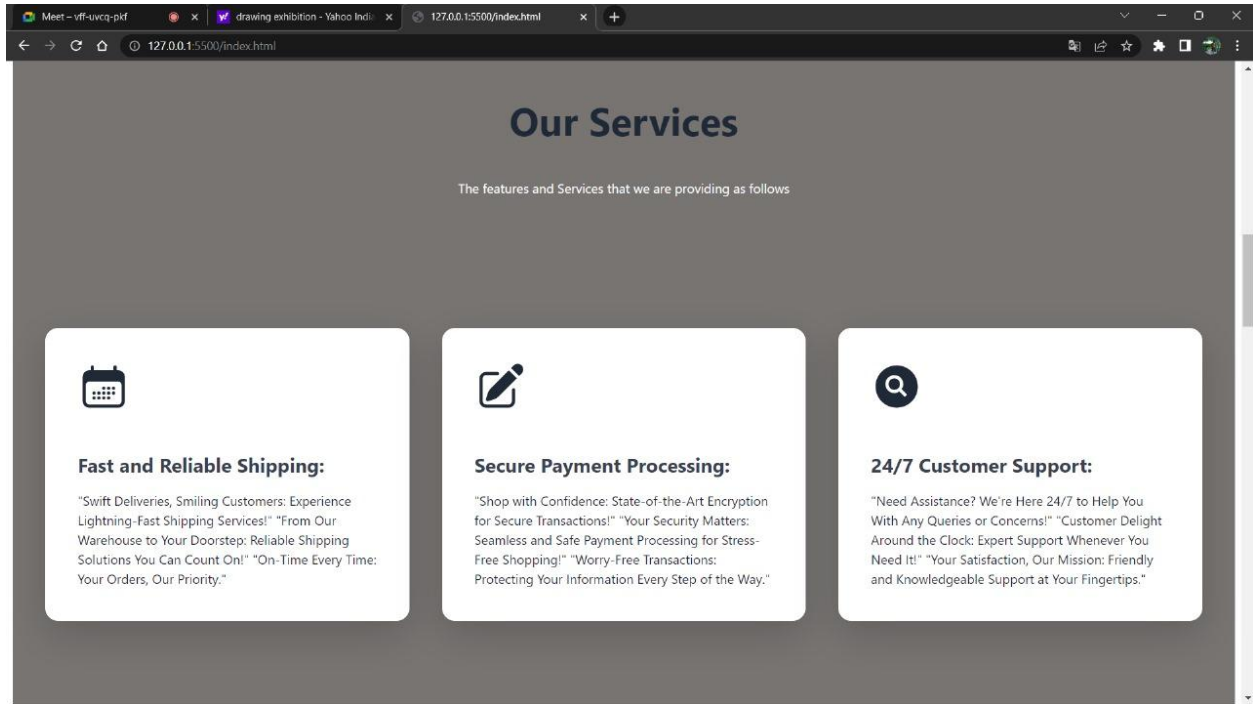 Meet – vff-uvcq-pkf
drawing exhibition - Yahoo India
127.0.0.1:5500/index.html
127.0.0.1:5500/index.html
Our Services
The features and Services that we are providing as follows
Fast and Reliable Shipping:
"Swift Deliveries, Smiling Customers: Experience
Lightning-Fast Shipping Services!" "From Our
Warehouse to Your Doorstep: Reliable Shipping
Solutions You Can Count On!" "On-Time Every Time:
Your Orders, Our Priority."
Secure Payment Processing:
"Shop with Confidence: State-of-the-Art Encryption
for Secure Transactions!" "Your Security Matters:
Seamless and Safe Payment Processing for Stress-
Free Shopping!" "Worry-Free Transactions:
Protecting Your Information Every Step of the Way."
24/7 Customer Support:
"Need Assistance? We're Here 24/7 to Help You
With Any Queries or Concerns!" "Customer Delight
Around the Clock: Expert Support Whenever You
Need It!" "Your Satisfaction, Our Mission: Friendly
and Knowledgeable Support at Your Fingertips."